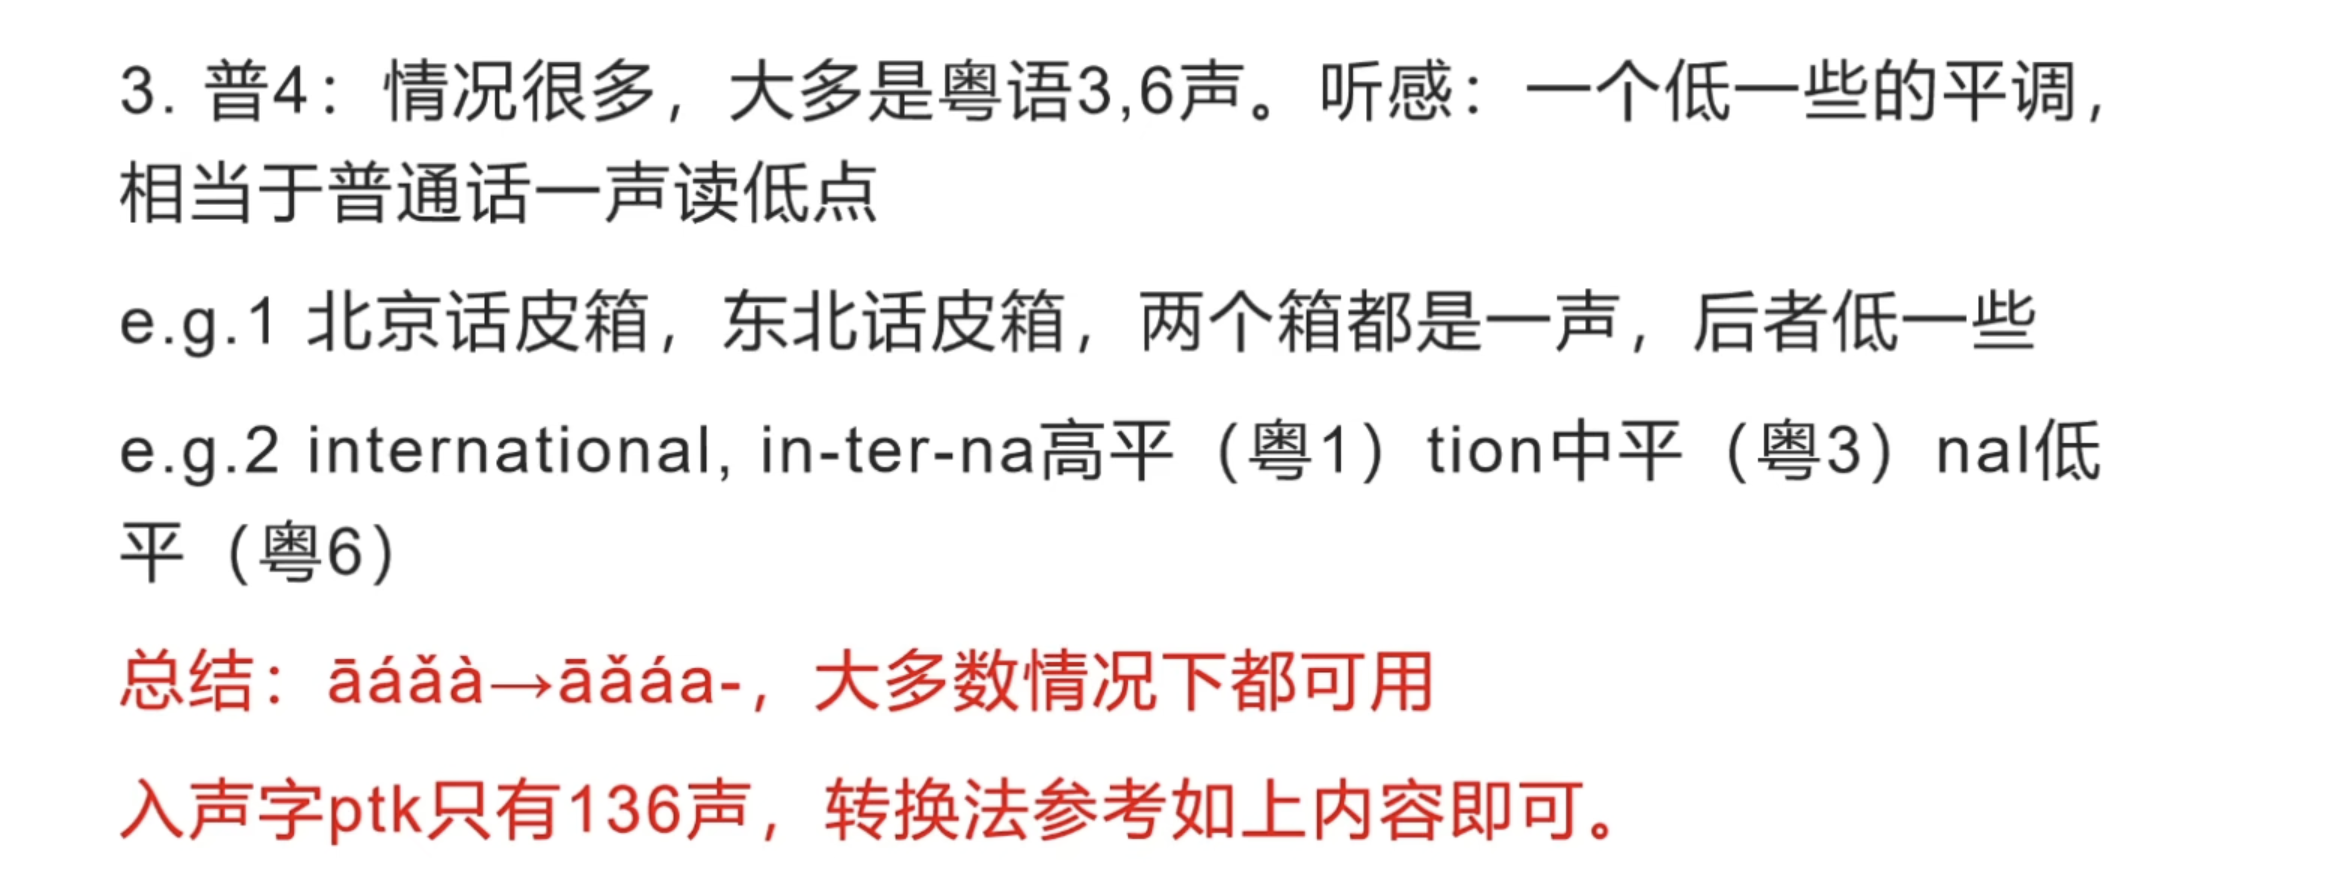 3. 普4：情况很多，大多是粤语3,6声。听感：一个低一些的平调，
相当于普通话一声读低点
e.g.1 北京话皮箱，东北话皮箱，两个箱都是一声，后者低一些
e.g.2 international, in-ter-na高平（粤1）tion中平（粤3）nal低
平（粤6）
总结：āáǎà→āǎáa-，大多数情况下都可用
入声字ptk只有136声，转换法参考如上内容即可。